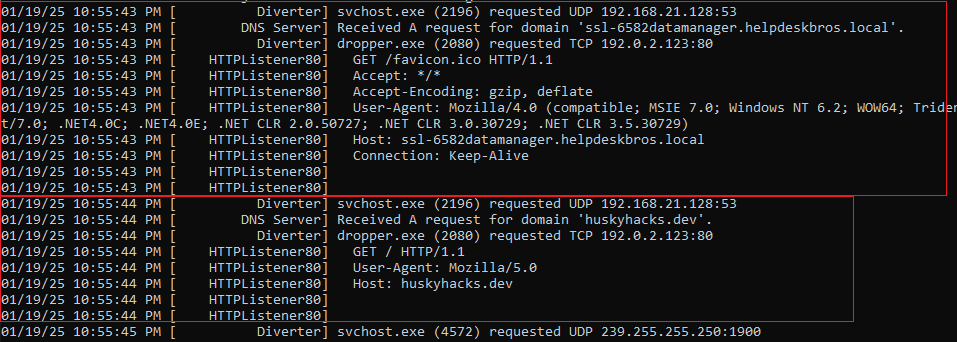 01/19/25 10:55:43 PM [          Diverter] svchost.exe (2196) requested UDP 192.168.21.128:53
01/19/25 10:55:43 PM [        DNS Server] Received A request for domain 'ssl-6582datamanager.helpdeskbros.local'.
01/19/25 10:55:43 PM [          Diverter] dropper.exe (2080) requested TCP 192.0.2.123:80
01/19/25 10:55:43 PM [    HTTPListener80]   GET /favicon.ico HTTP/1.1
01/19/25 10:55:43 PM [    HTTPListener80]   Accept: */*
01/19/25 10:55:43 PM [    HTTPListener80]   Accept-Encoding: gzip, deflate
01/19/25 10:55:43 PM [    HTTPListener80]   User-Agent: Mozilla/4.0 (compatible; MSIE 7.0; Windows NT 6.2; WOW64; Triden
t/7.0; .NET4.0C; .NET4.0E; .NET CLR 2.0.50727; .NET CLR 3.0.30729; .NET CLR 3.5.30729)
01/19/25 10:55:43 PM [    HTTPListener80]   Host: ssl-6582datamanager.helpdeskbros.local
01/19/25 10:55:43 PM [    HTTPListener80]   Connection: Keep-Alive
01/19/25 10:55:43 PM [    HTTPListener80]
01/19/25 10:55:43 PM [    HTTPListener80]
01/19/25 10:55:44 PM [          Diverter] svchost.exe (2196) requested UDP 192.168.21.128:53
01/19/25 10:55:44 PM [        DNS Server] Received A request for domain 'huskyhacks.dev'.
01/19/25 10:55:44 PM [          Diverter] dropper.exe (2080) requested TCP 192.0.2.123:80
01/19/25 10:55:44 PM [    HTTPListener80]   GET / HTTP/1.1
01/19/25 10:55:44 PM [    HTTPListener80]   User-Agent: Mozilla/5.0
01/19/25 10:55:44 PM [    HTTPListener80]   Host: huskyhacks.dev
01/19/25 10:55:44 PM [    HTTPListener80]
01/19/25 10:55:44 PM [    HTTPListener80]
01/19/25 10:55:45 PM [          Diverter] svchost.exe (4572) requested UDP 239.255.255.250:1900